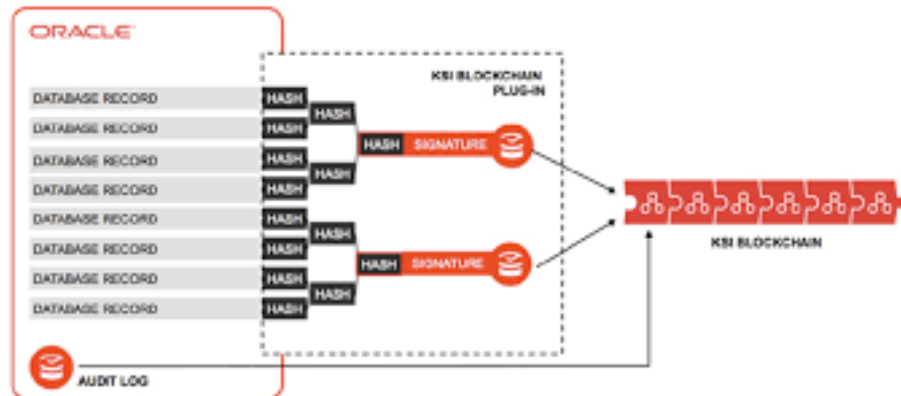 ORACLE
KSI BLOCKCHAIN
PLUG-IN
DATABASE RECORD
HASH
HASH
DATABASE RECORD
HASH
HASH
SIGNATURE
DATABASE RECORD
HASH
HASH
DATABASE RECORD
HASH
DATABASE RECORD
HASH
HASH
DATABASE RECORD
HASH
HASH
SIGNATURE
DATABASE RECORD
HASH
HASH
DATABASE RECORD
HASH
KSI BLOCKCHAIN
AUDIT LOG